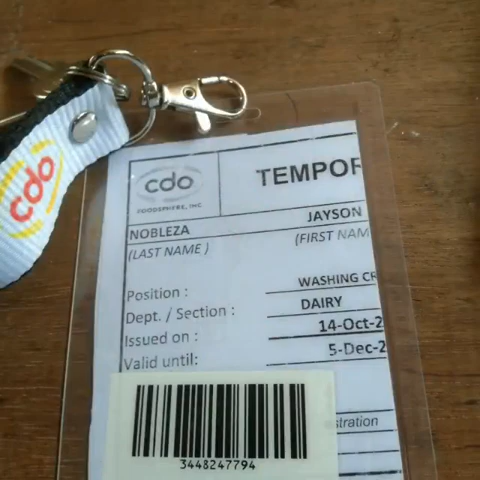 cdo
cdo
FOODSPHERE, INC
TEMPOR
NOBLEZA JAYSON
(LAST NAME ) (FIRST NAM
Position : WASHING CR
Dept. / Section : DAIRY
Issued on : 14-Oct-2
Valid until: 5-Dec-2
stration
3448247794